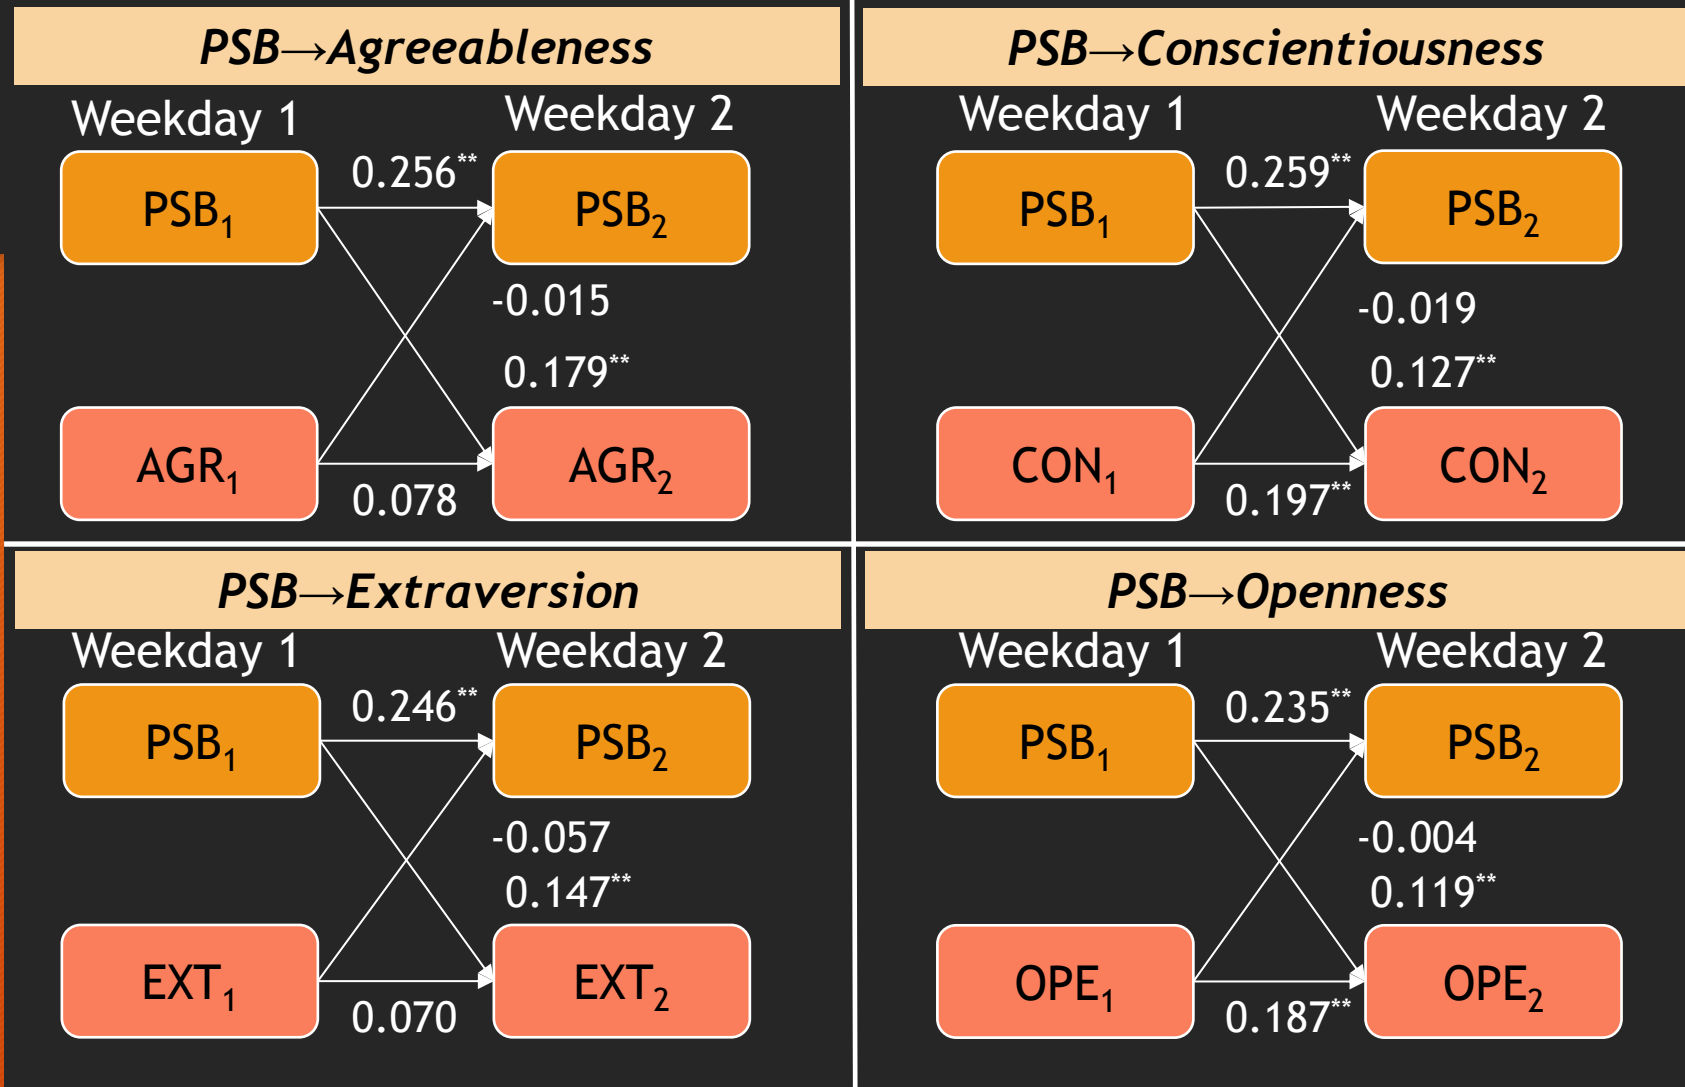 PSB→Agreeableness
Weekday 1 Weekday 2
0.256**
PSB1 PSB2
-0.015
0.179**
AGR1 AGR2
0.078
PSB→Conscientiousness
Weekday 1 Weekday 2
0.259**
PSB1 PSB2
-0.019
0.127**
CON1 CON2
0.197**
PSB→Extraversion
Weekday 1 Weekday 2
0.246**
PSB1 PSB2
-0.057
0.147**
EXT1 EXT2
0.070
PSB→Openness
Weekday 1 Weekday 2
0.235**
PSB1 PSB2
-0.004
0.119**
OPE1 OPE2
0.187**